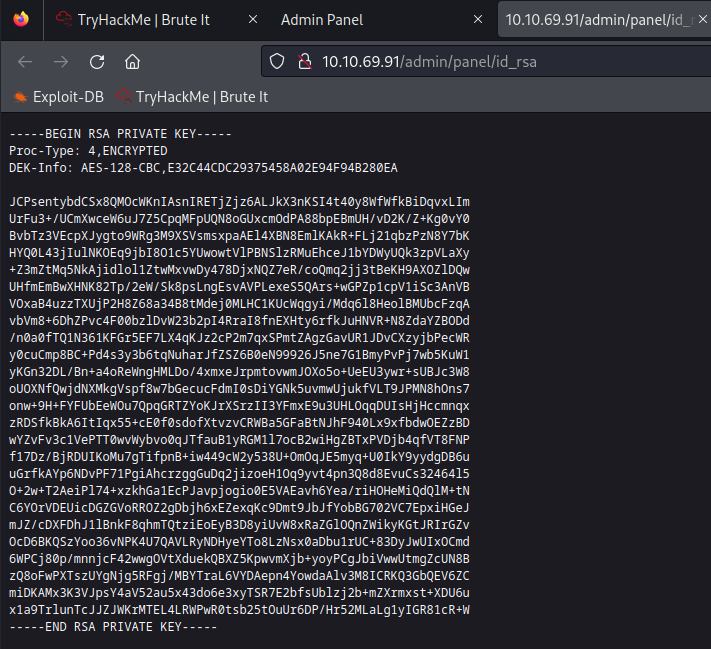 TryHackMe | Brute It
Admin Panel
10.10.69.91/admin/panel/id_
10.10.69.91/admin/panel/id_rsa
Exploit-DB
TryHackMe | Brute It
-----BEGIN RSA PRIVATE KEY-----
Proc-Type: 4,ENCRYPTED
DEK-Info: AES-128-CBC,E32C44CDC29375458A02E94F94B280EA
JCPsentybdCSx8QMOcWKnIAsnIRETjZjz6ALJkX3nKSI4t40y8WfWfkBiDqvxLIm
UrFu3+/UCmXwceW6uJ7Z5CpqMFpUQN8oGUxcmOdPA88bpEBmUH/vD2K/Z+Kg0vY0
BvbTz3VEcpXJygto9WRg3M9XSVsmsxpaAEl4XBN8EmlKAkR+FLj21qbzPzN8Y7bK
HYQ0L43jIulNKOEq9jbI8O1c5YUwowtVlPBNSlzRMuEhceJ1bYDWyUQk3zpVLaXy
+Z3mZtMq5NkAjidlol1ZtwMxvwDy478DjxNQZ7eR/coQmq2jj3tBeKH9AXOZlDQw
UHfmEmBwXHNK82Tp/2eW/Sk8psLngEsvAVPLexeS5QArs+wGPZp1cpV1iSc3AnVB
VOxaB4uzzTXUjP2H8Z68a34B8tMdej0MLHC1KUcWqgyi/Mdq6l8HeolBMUbcFzqA
vbVm8+6DhZPvc4F00bzlDvW23b2pI4RraI8fnEXHty6rfkJuHNVR+N8ZdaYZBODd
/n0a0fTQ1N361KFGr5EF7LX4qKJz2cP2m7qxSPmtZAgzGavUR1JDvCXzyjbPecWR
y0cuCmp8BC+Pd4s3y3b6tqNuharJfZSZ6B0eN99926J5ne7G1BmyPvPj7wb5KuW1
yKGn32DL/Bn+a4oReWngHMLDo/4xmxeJrpmtovwmJOXo5o+UeEU3ywr+sUBJc3W8
oUOXNfQwjdNXMkgVspf8w7bGecucFdmI0sDiYGNk5uvmwUjukfVLT9JPMN8hOns7
onw+9H+FYFUbEeWOu7QpqGRTZYoKJrXSrzII3YFmxE9u3UHLOqqDUIsHjHccmnqx
zRDSfkBkA6ItIqx55+cE0f0sdofXtvzvCRWBa5GFaBtNJhF940Lx9xfbdwOEZzBD
wYZvFv3c1VePTT0wvWybvo0qJTfauB1yRGM1l7ocB2wiHgZBTxPVDjb4qfVT8FNP
f17Dz/BjRDUIKoMu7gTifpnB+iw449cW2y538U+OmOqJE5myq+U0IkY9yydgDB6u
uGrfkAYp6NDvPF71PgiAhcrzggGuDq2jizoeH1Oq9yvt4pn3Q8d8EvuCs32464l5
O+2w+T2AeiPl74+xzkhGa1EcPJavpjogio0E5VAEavh6Yea/riHOHeMiQdQlM+tN
C6YOrVDEUicDGZGVoRROZ2gDbjh6xEZexqKc9Dmt9JbJfYobBG702VC7EpxiHGeJ
mJZ/cDXFDhJ1lBnkF8qhmTQtziEoEyB3D8yiUvW8xRaZGlOQnZWikyKGtJRIrGZv
OcD6BKQSzYoo36vNPK4U7QAVLRyNDHyeYTo8LzNsx0aDbu1rUC+83DyJwUIxOCmd
6WPCj80p/mnnjcF42wwgOVtXduekQBXZ5KpwvmXjb+yoyPCgJbiVwwUtmgZcUN8B
zQ8oFwPXTszUYgNjg5RFgj/MBYTraL6VYDAepn4YowdaAlv3M8ICRKQ3GbQEV6ZC
miDKAMx3K3VJpsY4aV52au5x43do6e3xyTSR7E2bfsUblzj2b+mZXrmxst+XDU6u
x1a9TrlunTcJJZJWKrMTEL4LRWPwR0tsb25tOuUr6DP/Hr52MLaLg1yIGR81cR+W
-----END RSA PRIVATE KEY-----